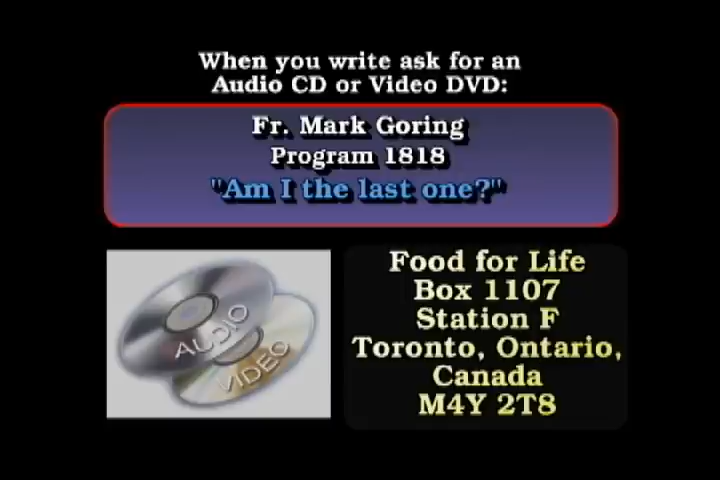 When you write ask for an
Audio CD or Video DVD:
Fr. Mark Goring
Program 1818
"Am I the last one?"
AUDIO
VIDEO
Food for Life
Box 1107
Station F
Toronto, Ontario,
Canada
M4Y 2T8